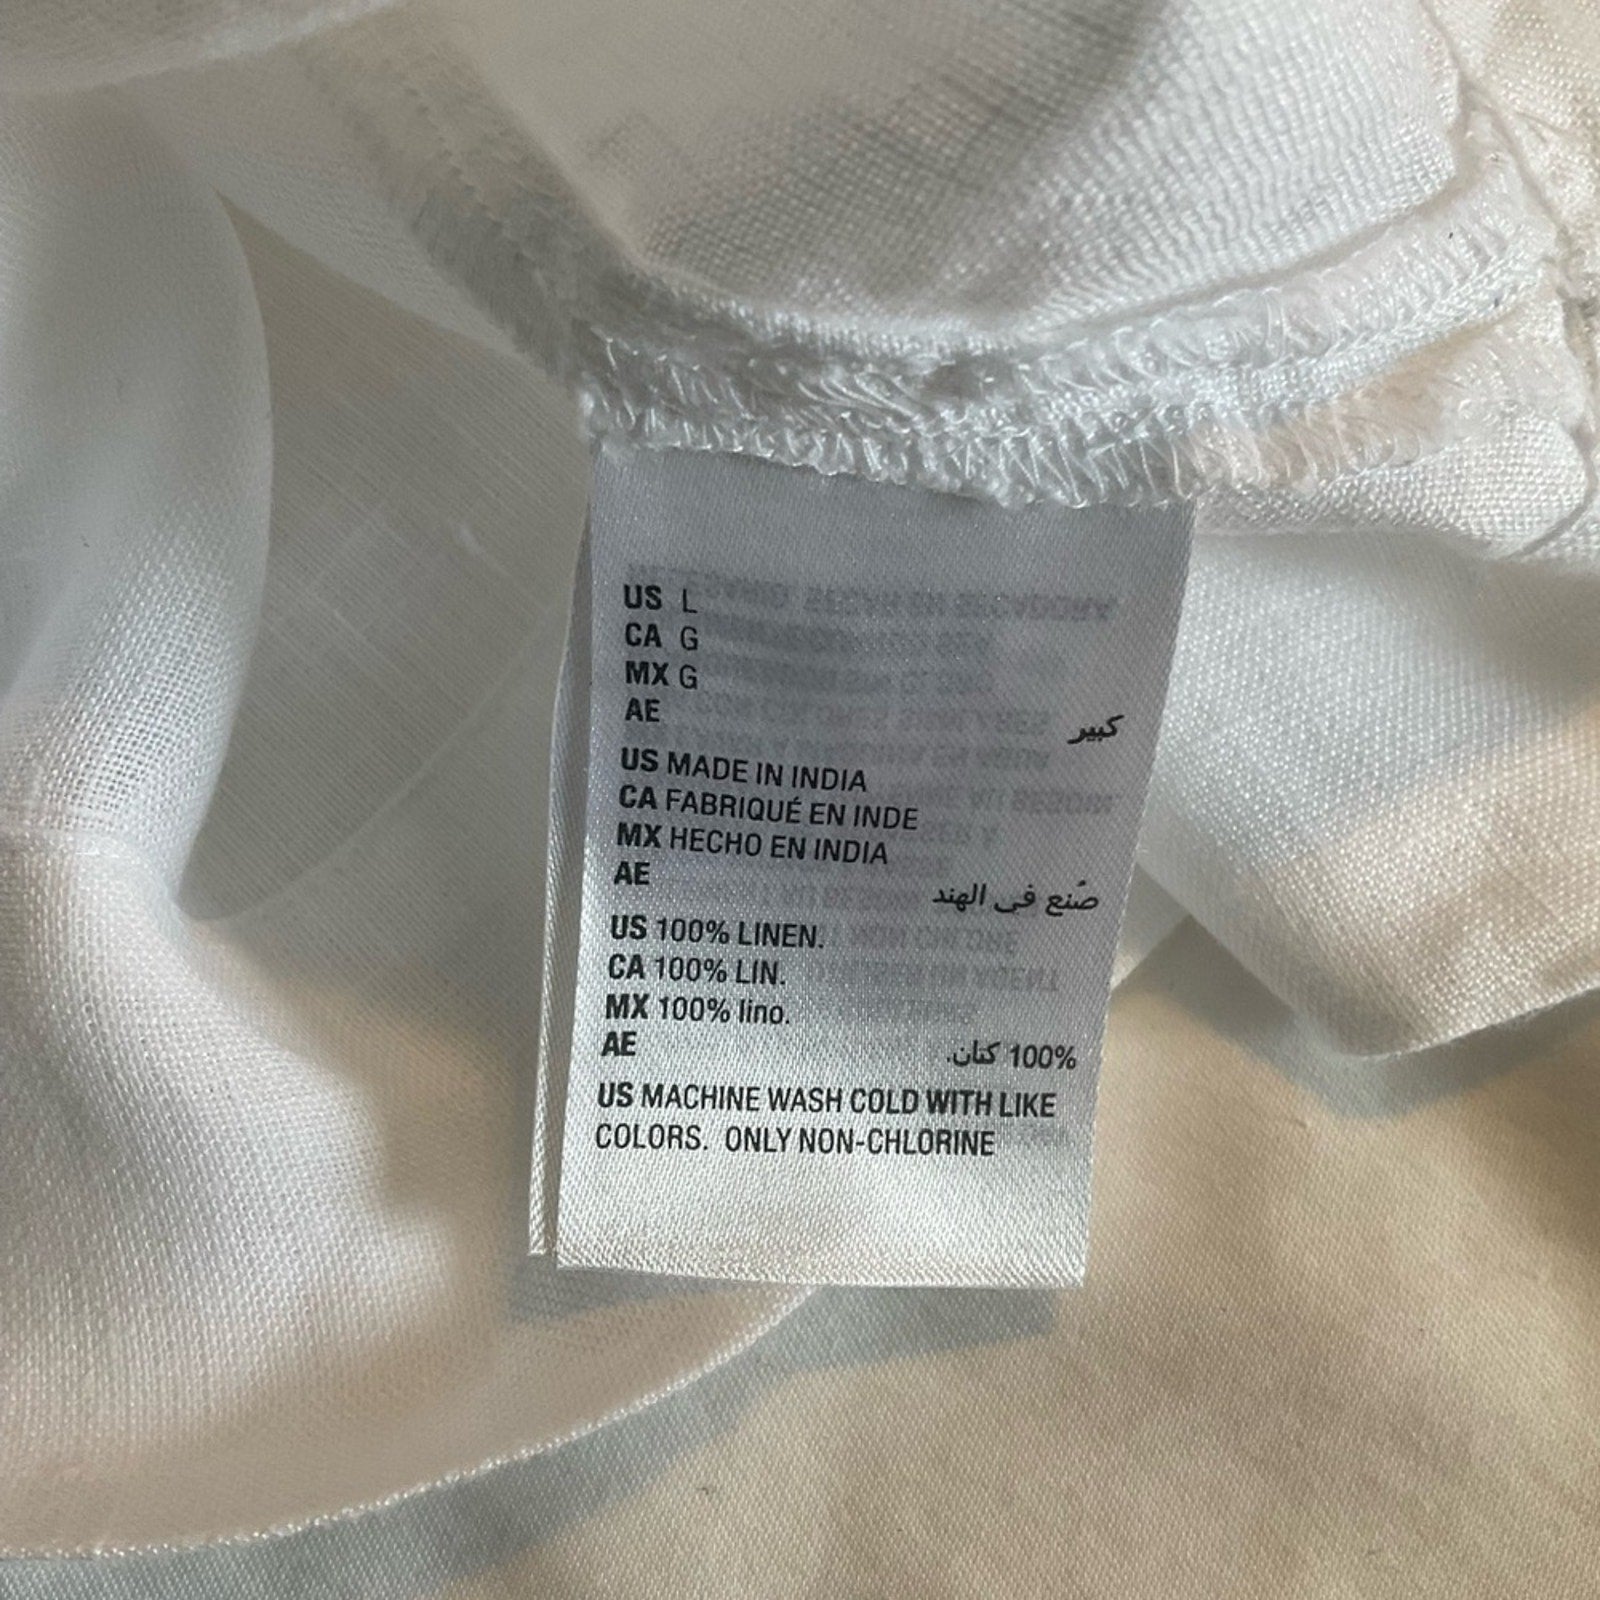 US L
CA G
MX G
AE كبير
US MADE IN INDIA
CA FABRIQUÉ EN INDE
MX HECHO EN INDIA
AE صُنع في الهند
US 100% LINEN.
CA 100% LIN.
MX 100% lino.
AE 100% كتان.
US MACHINE WASH COLD WITH LIKE
COLORS. ONLY NON-CHLORINE